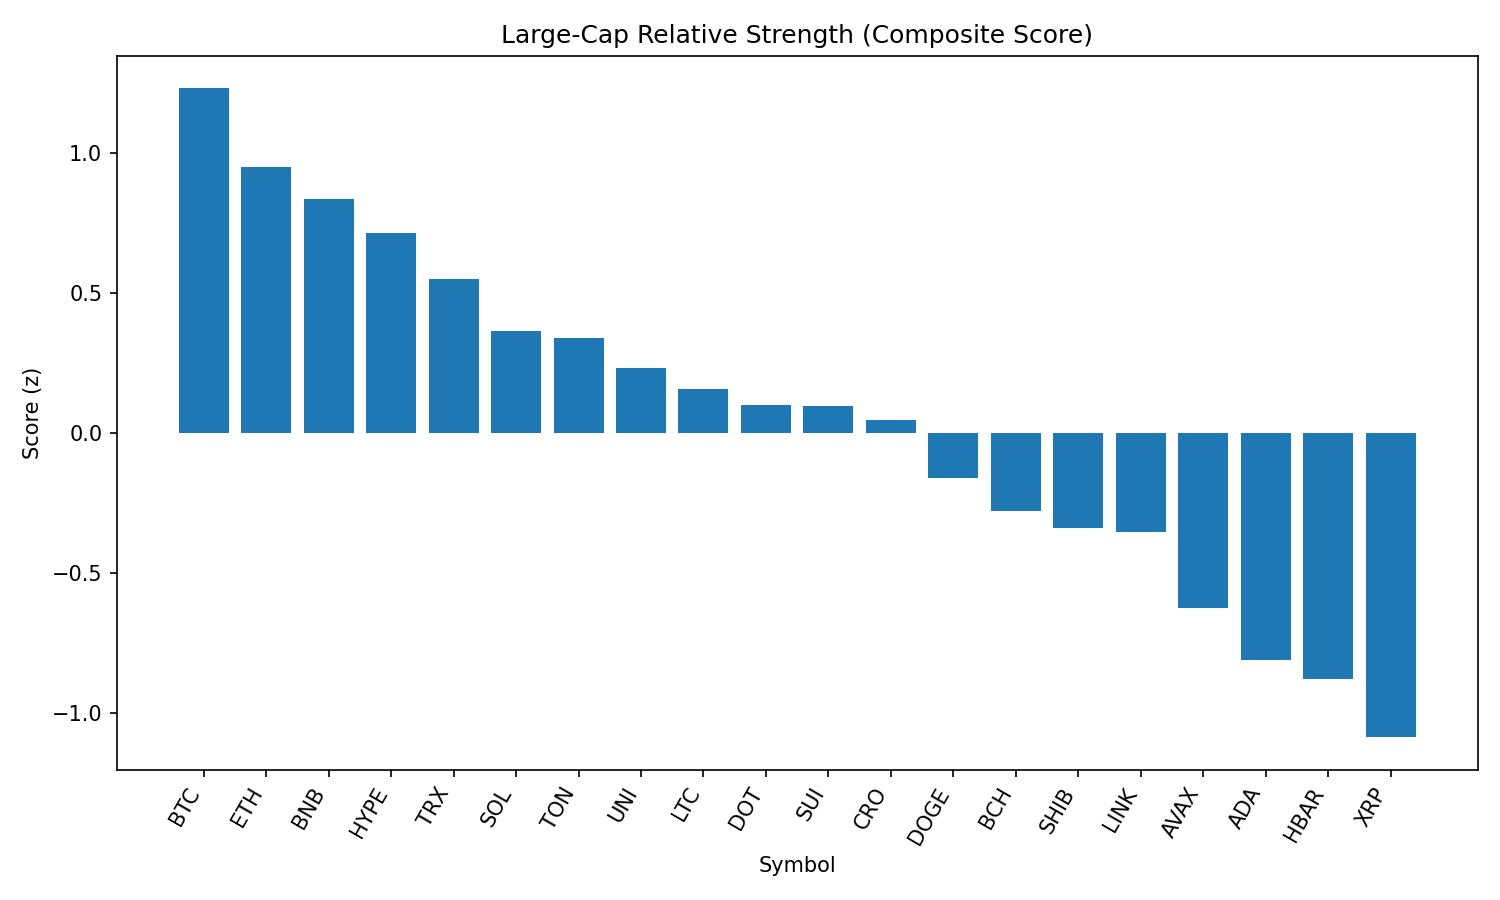 Large-Cap Relative Strength (Composite Score)
1.0
0.5
0.0
−0.5
−1.0
Score (z)
BTC
ETH
BNB
HYPE
TRX
SOL
TON
UNI
LTC
DOT
SUI
CRO
DOGE
BCH
SHIB
LINK
AVAX
ADA
HBAR
XRP
Symbol